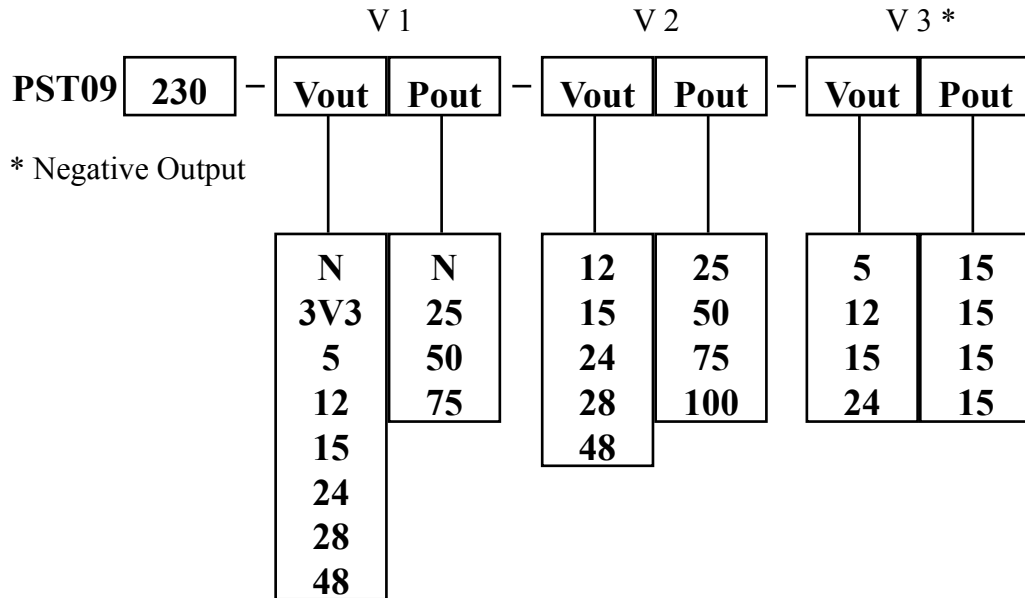 V 1 V 2 V 3 *
PST09 230 – Vout Pout – Vout Pout – Vout Pout
* Negative Output
N N 12 25 5 15
3V3 25 15 50 12 15
5 50 24 75 15 15
12 75 28 100 24 15
15 48
24
28
48